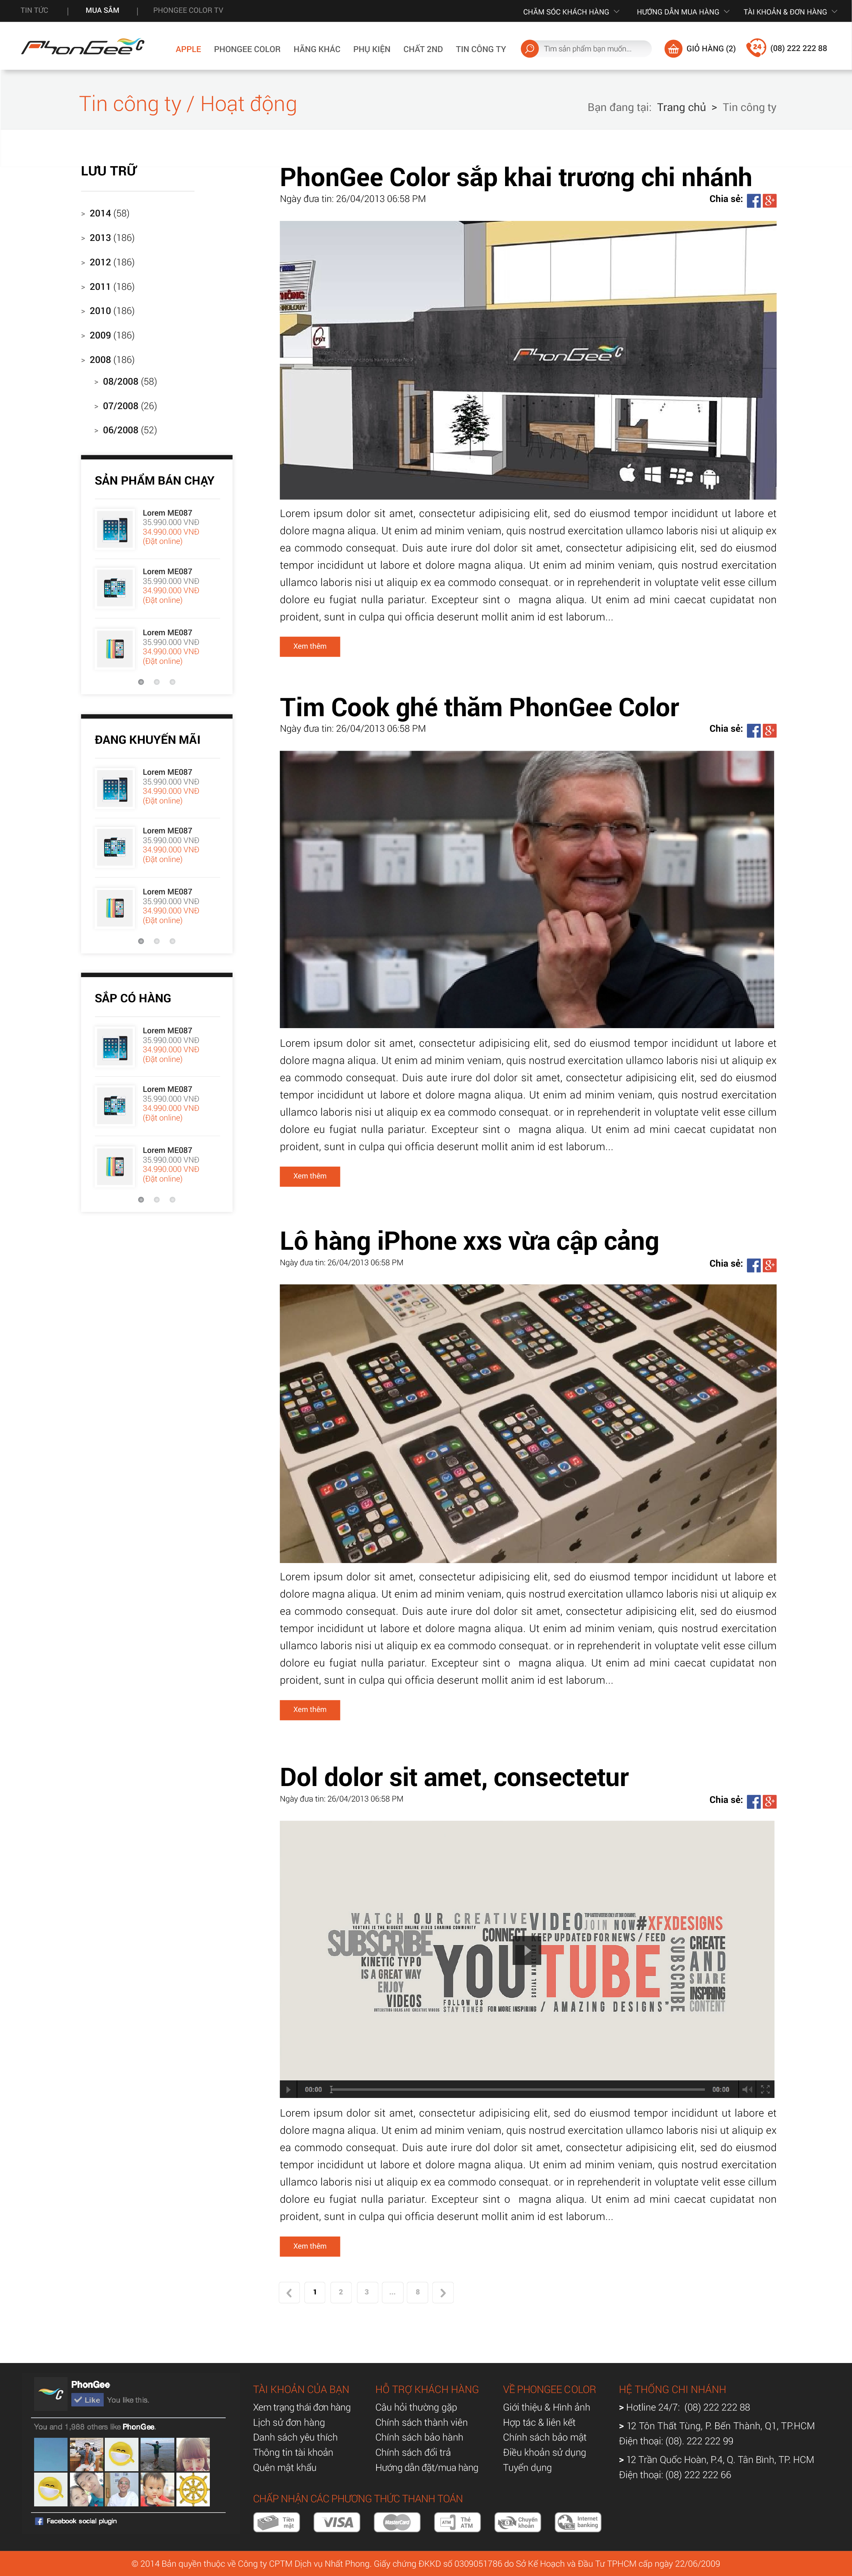 TIN TỨC | MUA SẮM | PHONGEE COLOR TV
CHĂM SÓC KHÁCH HÀNG
HƯỚNG DẪN MUA HÀNG
TÀI KHOẢN & ĐƠN HÀNG
PhonGee C
APPLE
PHONGEE COLOR
HÃNG KHÁC
PHỤ KIỆN
CHẤT 2ND
TIN CÔNG TY
Tìm sản phẩm bạn muốn...
GIỎ HÀNG (2)
24
(08) 222 222 88
Tin công ty / Hoạt động
Bạn đang tại: Trang chủ > Tin công ty
LƯU TRỮ
> 2014 (58)
> 2013 (186)
> 2012 (186)
> 2011 (186)
> 2010 (186)
> 2009 (186)
> 2008 (186)
> 08/2008 (58)
> 07/2008 (26)
> 06/2008 (52)
SẢN PHẨM BÁN CHẠY
Lorem ME087
35.990.000 VNĐ
34.990.000 VNĐ
(Đặt online)
Lorem ME087
35.990.000 VNĐ
34.990.000 VNĐ
(Đặt online)
Lorem ME087
35.990.000 VNĐ
34.990.000 VNĐ
(Đặt online)
ĐANG KHUYẾN MÃI
Lorem ME087
35.990.000 VNĐ
34.990.000 VNĐ
(Đặt online)
Lorem ME087
35.990.000 VNĐ
34.990.000 VNĐ
(Đặt online)
Lorem ME087
35.990.000 VNĐ
34.990.000 VNĐ
(Đặt online)
SẮP CÓ HÀNG
Lorem ME087
35.990.000 VNĐ
34.990.000 VNĐ
(Đặt online)
Lorem ME087
35.990.000 VNĐ
34.990.000 VNĐ
(Đặt online)
Lorem ME087
35.990.000 VNĐ
34.990.000 VNĐ
(Đặt online)
PhonGee Color sắp khai trương chi nhánh
Ngày đưa tin: 26/04/2013 06:58 PM
Chia sẻ:
PHONG
PhonGee C
Lorem ipsum dolor sit amet, consectetur adipisicing elit, sed do eiusmod tempor incididunt ut labore et
dolore magna aliqua. Ut enim ad minim veniam, quis nostrud exercitation ullamco laboris nisi ut aliquip ex
ea commodo consequat. Duis aute irure dol dolor sit amet, consectetur adipisicing elit, sed do eiusmod
tempor incididunt ut labore et dolore magna aliqua. Ut enim ad minim veniam, quis nostrud exercitation
ullamco laboris nisi ut aliquip ex ea commodo consequat. or in reprehenderit in voluptate velit esse cillum
dolore eu fugiat nulla pariatur. Excepteur sint o magna aliqua. Ut enim ad mini caecat cupidatat non
proident, sunt in culpa qui officia deserunt mollit anim id est laborum...
Xem thêm
Tim Cook ghé thăm PhonGee Color
Ngày đưa tin: 26/04/2013 06:58 PM
Chia sẻ:
Lorem ipsum dolor sit amet, consectetur adipisicing elit, sed do eiusmod tempor incididunt ut labore et
dolore magna aliqua. Ut enim ad minim veniam, quis nostrud exercitation ullamco laboris nisi ut aliquip ex
ea commodo consequat. Duis aute irure dol dolor sit amet, consectetur adipisicing elit, sed do eiusmod
tempor incididunt ut labore et dolore magna aliqua. Ut enim ad minim veniam, quis nostrud exercitation
ullamco laboris nisi ut aliquip ex ea commodo consequat. or in reprehenderit in voluptate velit esse cillum
dolore eu fugiat nulla pariatur. Excepteur sint o magna aliqua. Ut enim ad mini caecat cupidatat non
proident, sunt in culpa qui officia deserunt mollit anim id est laborum...
Xem thêm
Lô hàng iPhone xxs vừa cập cảng
Ngày đưa tin: 26/04/2013 06:58 PM
Chia sẻ:
Lorem ipsum dolor sit amet, consectetur adipisicing elit, sed do eiusmod tempor incididunt ut labore et
dolore magna aliqua. Ut enim ad minim veniam, quis nostrud exercitation ullamco laboris nisi ut aliquip ex
ea commodo consequat. Duis aute irure dol dolor sit amet, consectetur adipisicing elit, sed do eiusmod
tempor incididunt ut labore et dolore magna aliqua. Ut enim ad minim veniam, quis nostrud exercitation
ullamco laboris nisi ut aliquip ex ea commodo consequat. or in reprehenderit in voluptate velit esse cillum
dolore eu fugiat nulla pariatur. Excepteur sint o magna aliqua. Ut enim ad mini caecat cupidatat non
proident, sunt in culpa qui officia deserunt mollit anim id est laborum...
Xem thêm
Dol dolor sit amet, consectetur
Ngày đưa tin: 26/04/2013 06:58 PM
Chia sẻ:
WATCH OUR CREATIVE VIDEO JOIN NOW #XFXDESIGNS
YOUTUBE IS THE BIGGEST ONLINE VIDEO SHARING COMMUNITY
SUBSCRIBE CONNECT KEEP UPDATED FOR NEWS / FEED
KINETIC TYPO
IS A GREAT WAY
ENJOY
VIDEOS
YOUTUBE
SOCIAL MEDIA
SUBSCRIBE
CREATE
AND
SHARE
INSPIRING
CONTENT
FOLLOW US
STAY TUNED
FOR MORE INSPIRING / AMAZING DESIGNS"
00:00
00:00
Lorem ipsum dolor sit amet, consectetur adipisicing elit, sed do eiusmod tempor incididunt ut labore et
dolore magna aliqua. Ut enim ad minim veniam, quis nostrud exercitation ullamco laboris nisi ut aliquip ex
ea commodo consequat. Duis aute irure dol dolor sit amet, consectetur adipisicing elit, sed do eiusmod
tempor incididunt ut labore et dolore magna aliqua. Ut enim ad minim veniam, quis nostrud exercitation
ullamco laboris nisi ut aliquip ex ea commodo consequat. or in reprehenderit in voluptate velit esse cillum
dolore eu fugiat nulla pariatur. Excepteur sint o magna aliqua. Ut enim ad mini caecat cupidatat non
proident, sunt in culpa qui officia deserunt mollit anim id est laborum...
Xem thêm
1 2 3 ... 8
PhonGee
Like You like this.
You and 1,988 others like PhonGee.
Facebook social plugin
TÀI KHOẢN CỦA BẠN
Xem trạng thái đơn hàng
Lịch sử đơn hàng
Danh sách yêu thích
Thông tin tài khoản
Quên mật khẩu
HỖ TRỢ KHÁCH HÀNG
Câu hỏi thường gặp
Chính sách thành viên
Chính sách bảo hành
Chính sách đổi trả
Hướng dẫn đặt/mua hàng
VỀ PHONGEE COLOR
Giới thiệu & Hình ảnh
Hợp tác & liên kết
Chính sách bảo mật
Điều khoản sử dụng
Tuyển dụng
HỆ THỐNG CHI NHÁNH
> Hotline 24/7: (08) 222 222 88
> 12 Tôn Thất Tùng, P. Bến Thành, Q1, TP.HCM
Điện thoại: (08). 222 222 99
> 12 Trần Quốc Hoàn, P.4, Q. Tân Bình, TP. HCM
Điện thoại: (08) 222 222 66
CHẤP NHẬN CÁC PHƯƠNG THỨC THANH TOÁN
Tiền mặt
VISA
MasterCard
ATM Thẻ ATM
Chuyển khoản
Internet banking
© 2014 Bản quyền thuộc về Công ty CPTM Dịch vụ Nhất Phong. Giấy chứng ĐKKD số 0309051786 do Sở Kế Hoạch và Đầu Tư TPHCM cấp ngày 22/06/2009